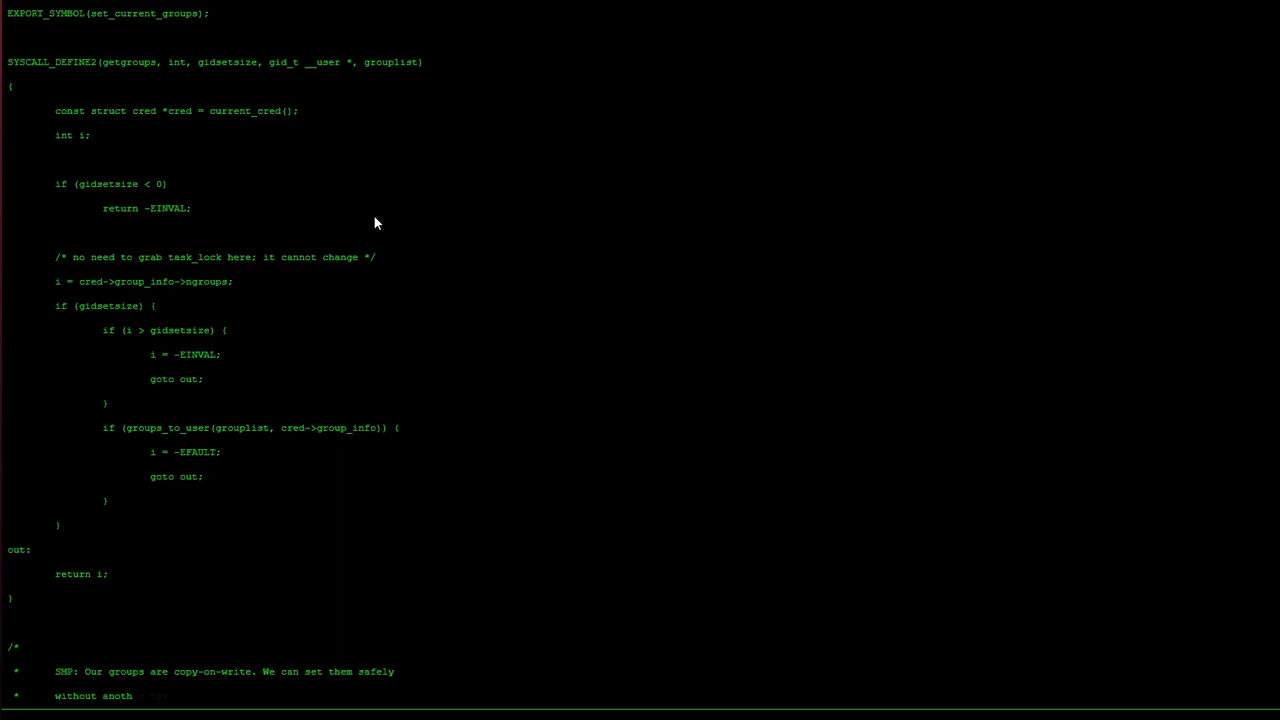 EXPORT_SYMBOL(set_current_groups);
SYSCALL_DEFINE2(getgroups, int, gidsetsize, gid_t __user *, grouplist)
{
const struct cred *cred = current_cred();
int i;
if (gidsetsize < 0)
return -EINVAL;
/* no need to grab task_lock here; it cannot change */
i = cred->group_info->ngroups;
if (gidsetsize) {
if (i > gidsetsize) {
i = -EINVAL;
goto out;
}
if (groups_to_user(grouplist, cred->group_info)) {
i = -EFAULT;
goto out;
}
}
out:
return i;
}
/*
* SMP: Our groups are copy-on-write. We can set them safely
* without anoth